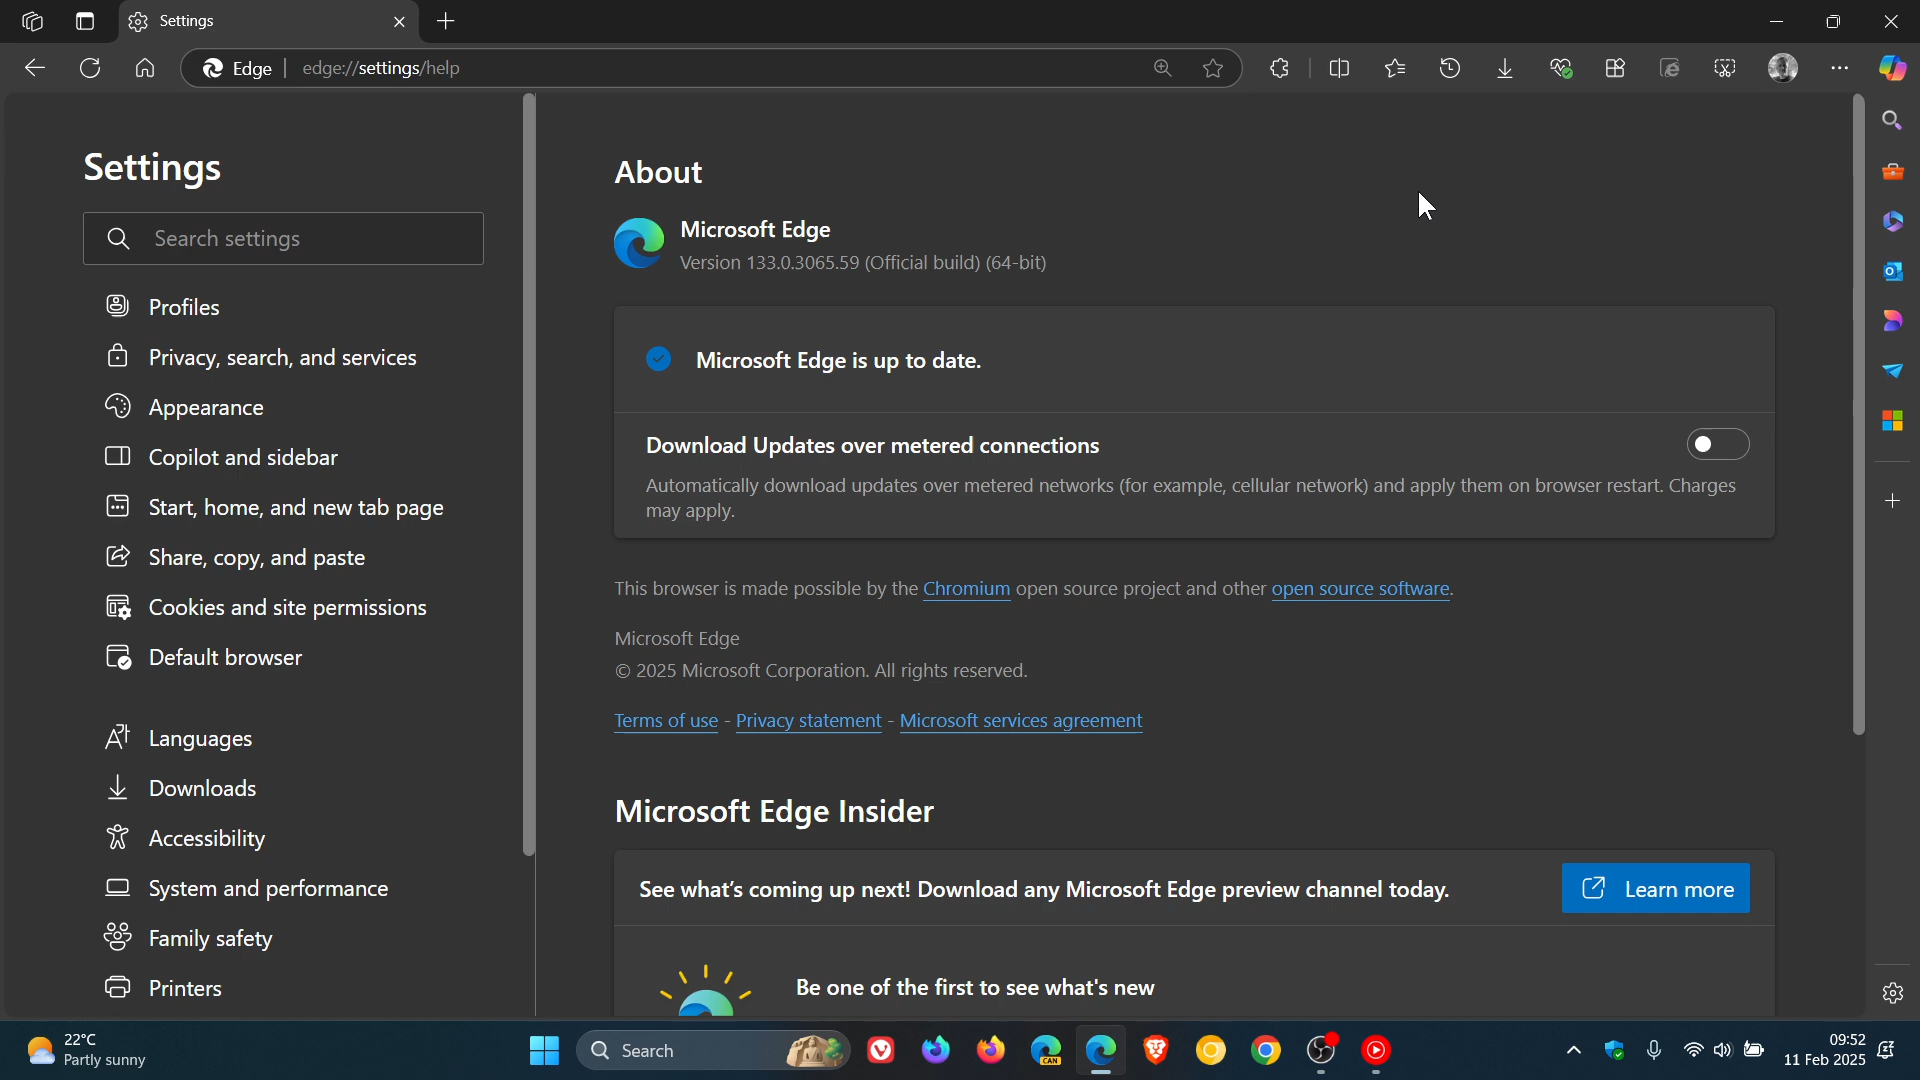 Settings
Edge
edge://settings/help
Settings
Search settings
Profiles
Privacy, search, and services
Appearance
Copilot and sidebar
Start, home, and new tab page
Share, copy, and paste
Cookies and site permissions
Default browser
Languages
Downloads
Accessibility
System and performance
Family safety
Printers
About
Microsoft Edge
Version 133.0.3065.59 (Official build) (64-bit)
Microsoft Edge is up to date.
Download Updates over metered connections
Automatically download updates over metered networks (for example, cellular network) and apply them on browser restart. Charges
may apply.
This browser is made possible by the Chromium open source project and other open source software.
Microsoft Edge
© 2025 Microsoft Corporation. All rights reserved.
Terms of use - Privacy statement - Microsoft services agreement
Microsoft Edge Insider
See what's coming up next! Download any Microsoft Edge preview channel today.
Learn more
Be one of the first to see what's new
22°C
Partly sunny
Search
CAN
09:52
11 Feb 2025